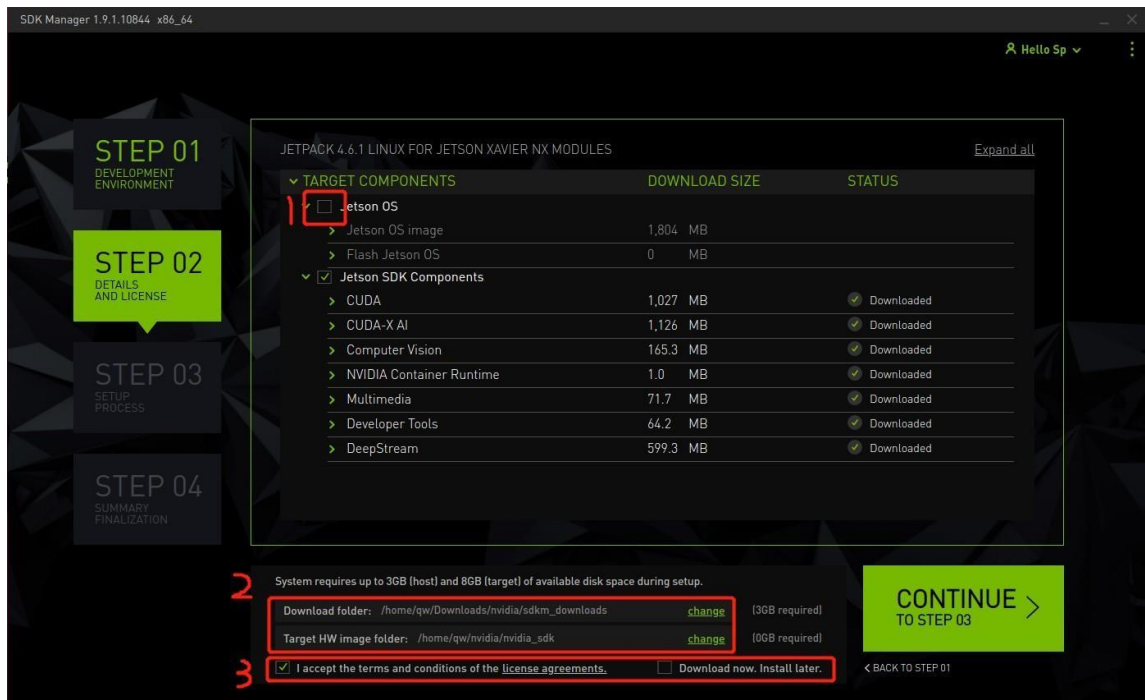 SDK Manager 1.9.1.10844 x86_64
Hello Sp
STEP 01
DEVELOPMENT
ENVIRONMENT
STEP 02
DETAILS
AND LICENSE
STEP 03
SETUP
PROCESS
STEP 04
SUMMARY
FINALIZATION
JETPACK 4.6.1 LINUX FOR JETSON XAVIER NX MODULES Expand all
TARGET COMPONENTS DOWNLOAD SIZE STATUS
1 Jetson OS
Jetson OS image 1,804 MB
Flash Jetson OS 0 MB
Jetson SDK Components
CUDA 1,027 MB Downloaded
CUDA-X AI 1,126 MB Downloaded
Computer Vision 165.3 MB Downloaded
NVIDIA Container Runtime 1.0 MB Downloaded
Multimedia 71.7 MB Downloaded
Developer Tools 64.2 MB Downloaded
DeepStream 599.3 MB Downloaded
2 System requires up to 3GB (host) and 8GB (target) of available disk space during setup.
Download folder: /home/qw/Downloads/nvidia/sdkm_downloads change (3GB required)
Target HW image folder: /home/qw/nvidia/nvidia_sdk change (0GB required)
3 I accept the terms and conditions of the license agreements. Download now. Install later.
CONTINUE >
TO STEP 03
< BACK TO STEP 01